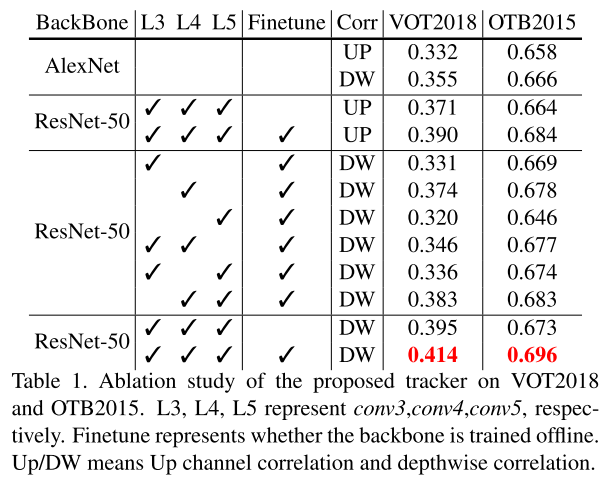 BackBone L3 L4 L5 Finetune Corr VOT2018 OTB2015
AlexNet UP 0.332 0.658
DW 0.355 0.666
ResNet-50 ✓ ✓ ✓ UP 0.371 0.664
✓ ✓ ✓ ✓ UP 0.390 0.684
ResNet-50 ✓ ✓ DW 0.331 0.669
✓ ✓ DW 0.374 0.678
✓ ✓ DW 0.320 0.646
✓ ✓ ✓ DW 0.346 0.677
✓ ✓ ✓ DW 0.336 0.674
✓ ✓ ✓ DW 0.383 0.683
ResNet-50 ✓ ✓ ✓ DW 0.395 0.673
✓ ✓ ✓ ✓ DW 0.414 0.696
Table 1. Ablation study of the proposed tracker on VOT2018
and OTB2015. L3, L4, L5 represent conv3,conv4,conv5, respec-
tively. Finetune represents whether the backbone is trained offline.
Up/DW means Up channel correlation and depthwise correlation.